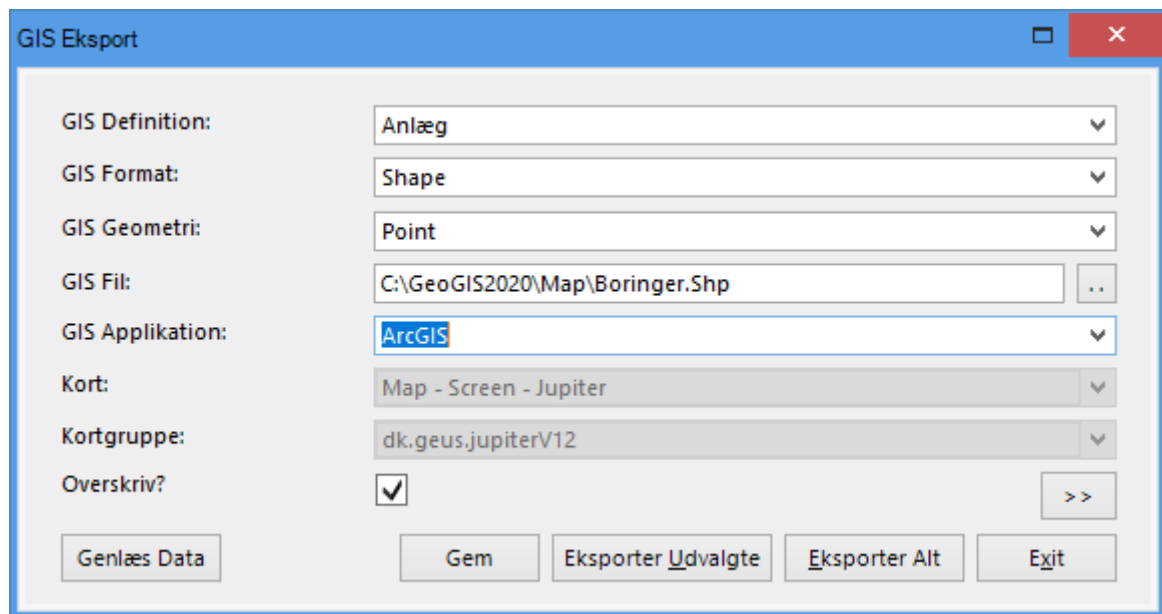 GIS Eksport
GIS Definition: Anlæg
GIS Format: Shape
GIS Geometri: Point
GIS Fil: C:\GeoGIS2020\Map\Boringer.Shp ..
GIS Applikation: ArcGIS
Kort: Map - Screen - Jupiter
Kortgruppe: dk.geus.jupiterV12
Overskriv?
>>
Genlæs Data Gem Eksporter Udvalgte Eksporter Alt Exit